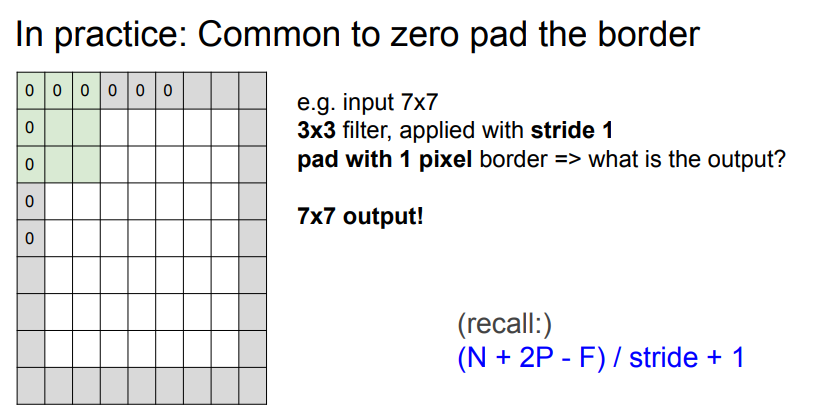 In practice: Common to zero pad the border
0 0 0 0 0 0
0
0
0
0
e.g. input 7x7
3x3 filter, applied with stride 1
pad with 1 pixel border => what is the output?
7x7 output!
(recall:)
(N + 2P - F) / stride + 1